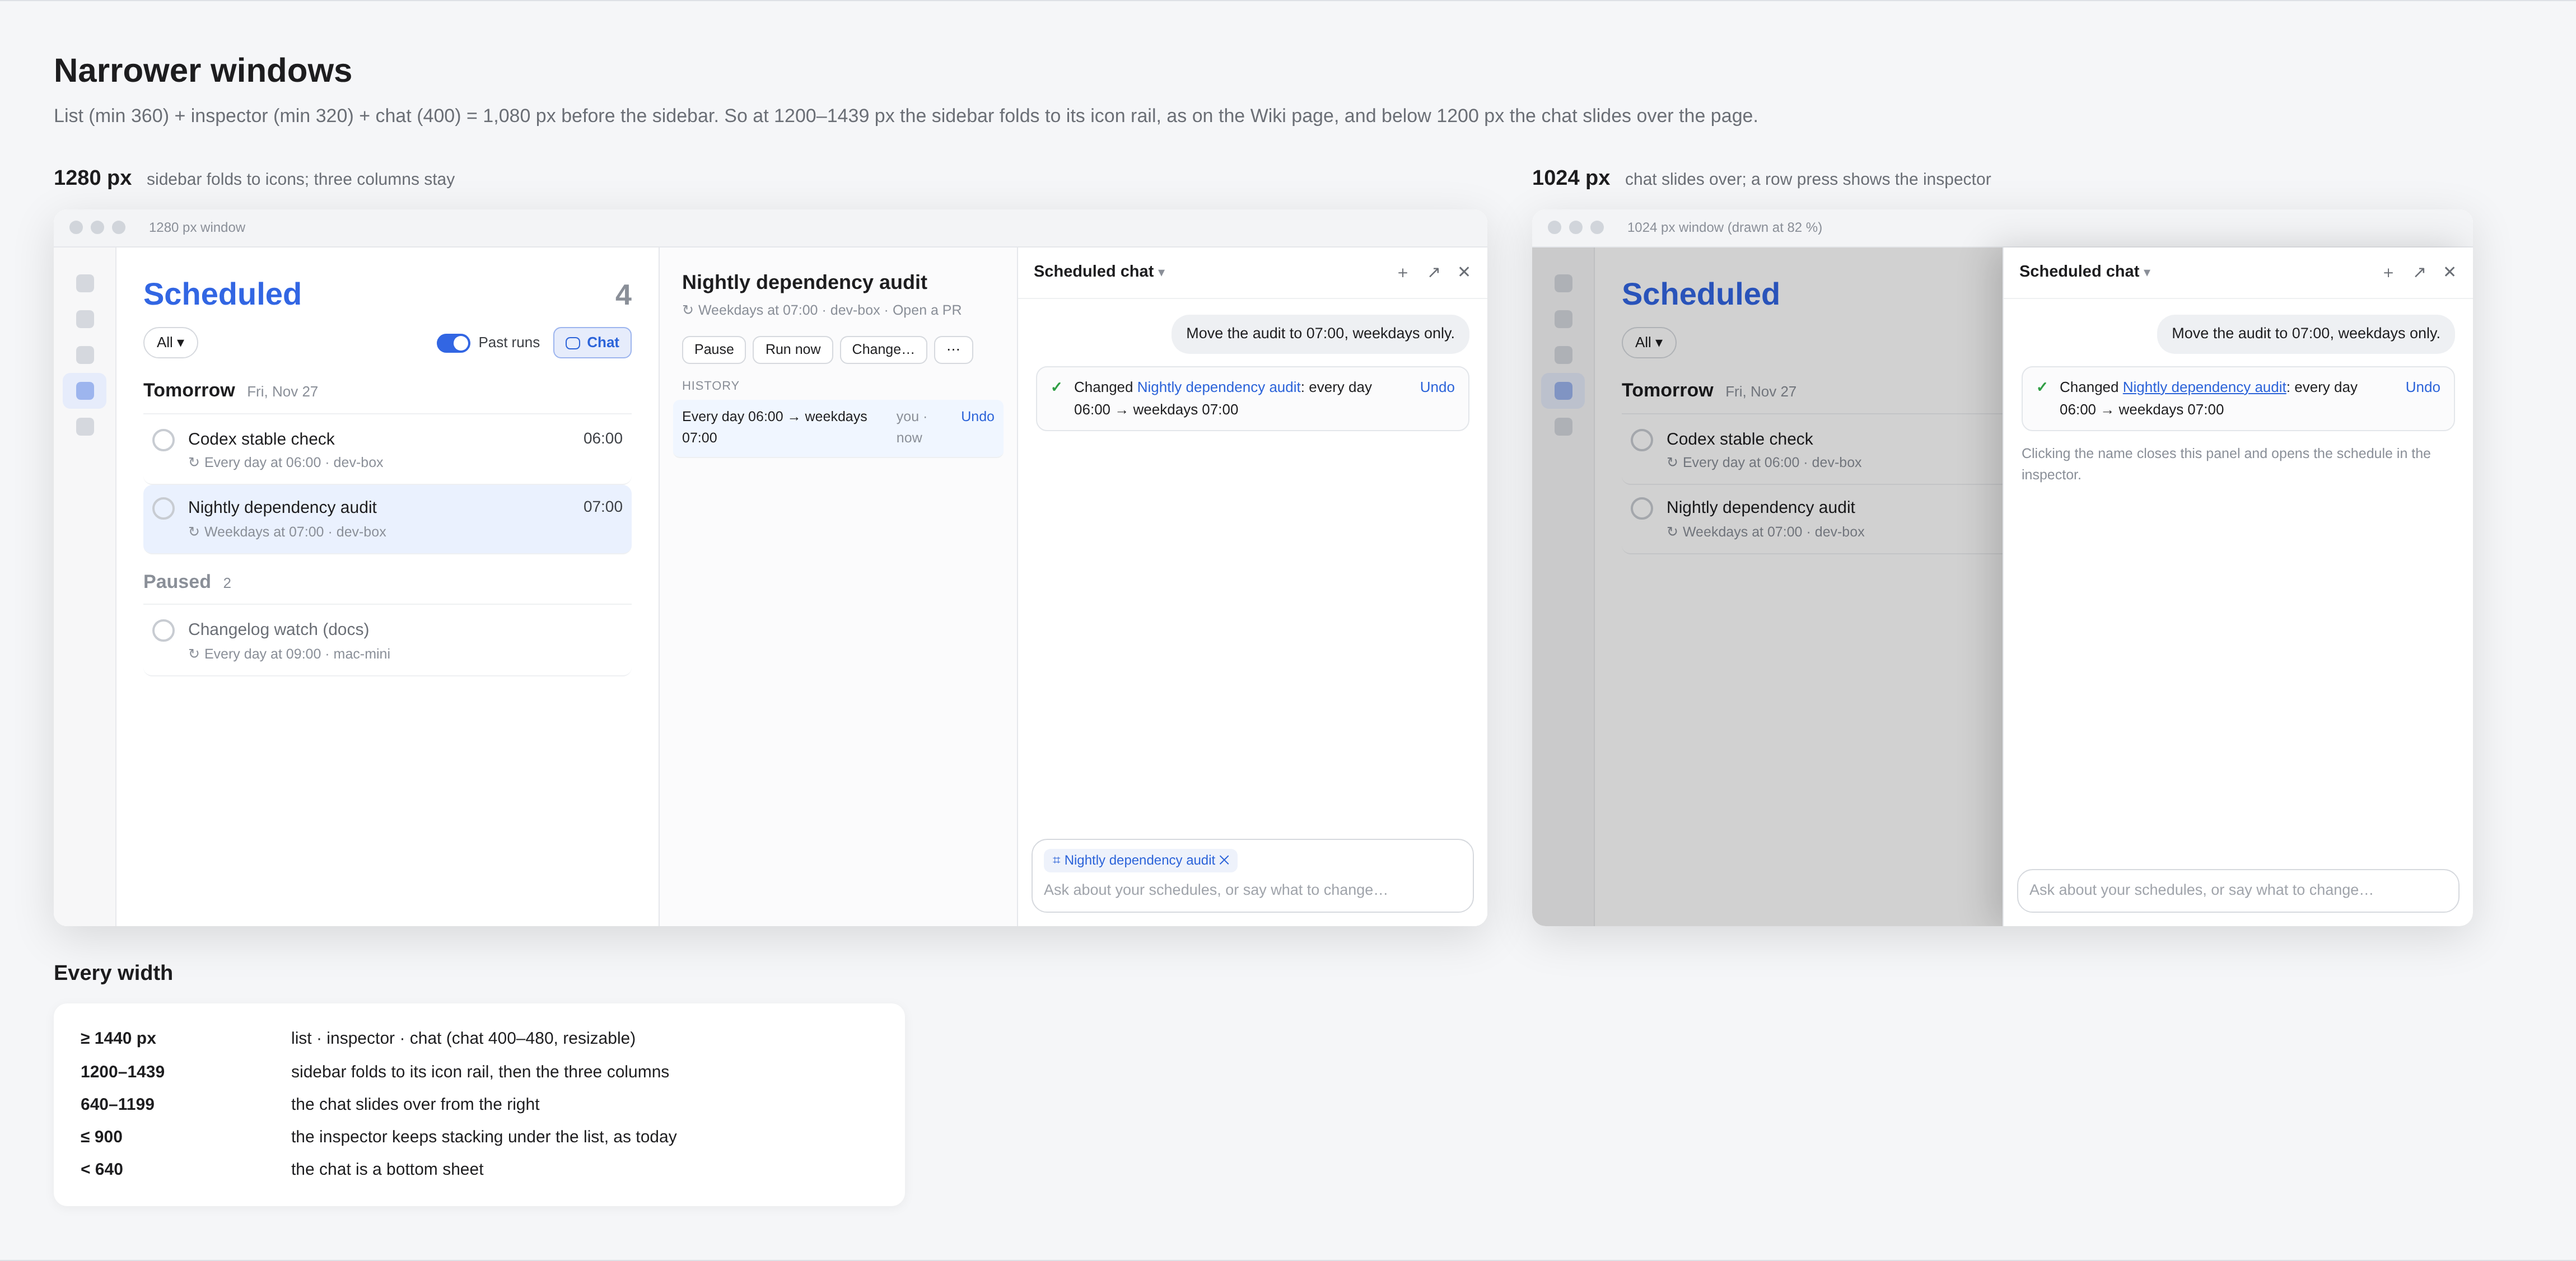 Narrower windows
List (min 360) + inspector (min 320) + chat (400) = 1,080 px before the sidebar. So at 1200–1439 px the sidebar folds to its icon rail, as on the Wiki page, and below 1200 px the chat slides over the page.
1280 px sidebar folds to icons; three columns stay
1280 px window
Scheduled 4
All ▾ Past runs Chat
Tomorrow Fri, Nov 27
Codex stable check 06:00
↻ Every day at 06:00 · dev-box
Nightly dependency audit 07:00
↻ Weekdays at 07:00 · dev-box
Paused 2
Changelog watch (docs)
↻ Every day at 09:00 · mac-mini
Nightly dependency audit
↻ Weekdays at 07:00 · dev-box · Open a PR
Pause Run now Change… ⋯
HISTORY
Every day 06:00 → weekdays you · Undo
07:00 now
Scheduled chat ▾ + ↗ ✕
Move the audit to 07:00, weekdays only.
✓ Changed Nightly dependency audit: every day Undo
06:00 → weekdays 07:00
⌗ Nightly dependency audit ✕
Ask about your schedules, or say what to change…
1024 px chat slides over; a row press shows the inspector
1024 px window (drawn at 82 %)
Scheduled
All ▾
Tomorrow Fri, Nov 27
Codex stable check
↻ Every day at 06:00 · dev-box
Nightly dependency audit
↻ Weekdays at 07:00 · dev-box
Scheduled chat ▾ + ↗ ✕
Move the audit to 07:00, weekdays only.
✓ Changed Nightly dependency audit: every day Undo
06:00 → weekdays 07:00
Clicking the name closes this panel and opens the schedule in the
inspector.
Ask about your schedules, or say what to change…
Every width
≥ 1440 px list · inspector · chat (chat 400–480, resizable)
1200–1439 sidebar folds to its icon rail, then the three columns
640–1199 the chat slides over from the right
≤ 900 the inspector keeps stacking under the list, as today
< 640 the chat is a bottom sheet